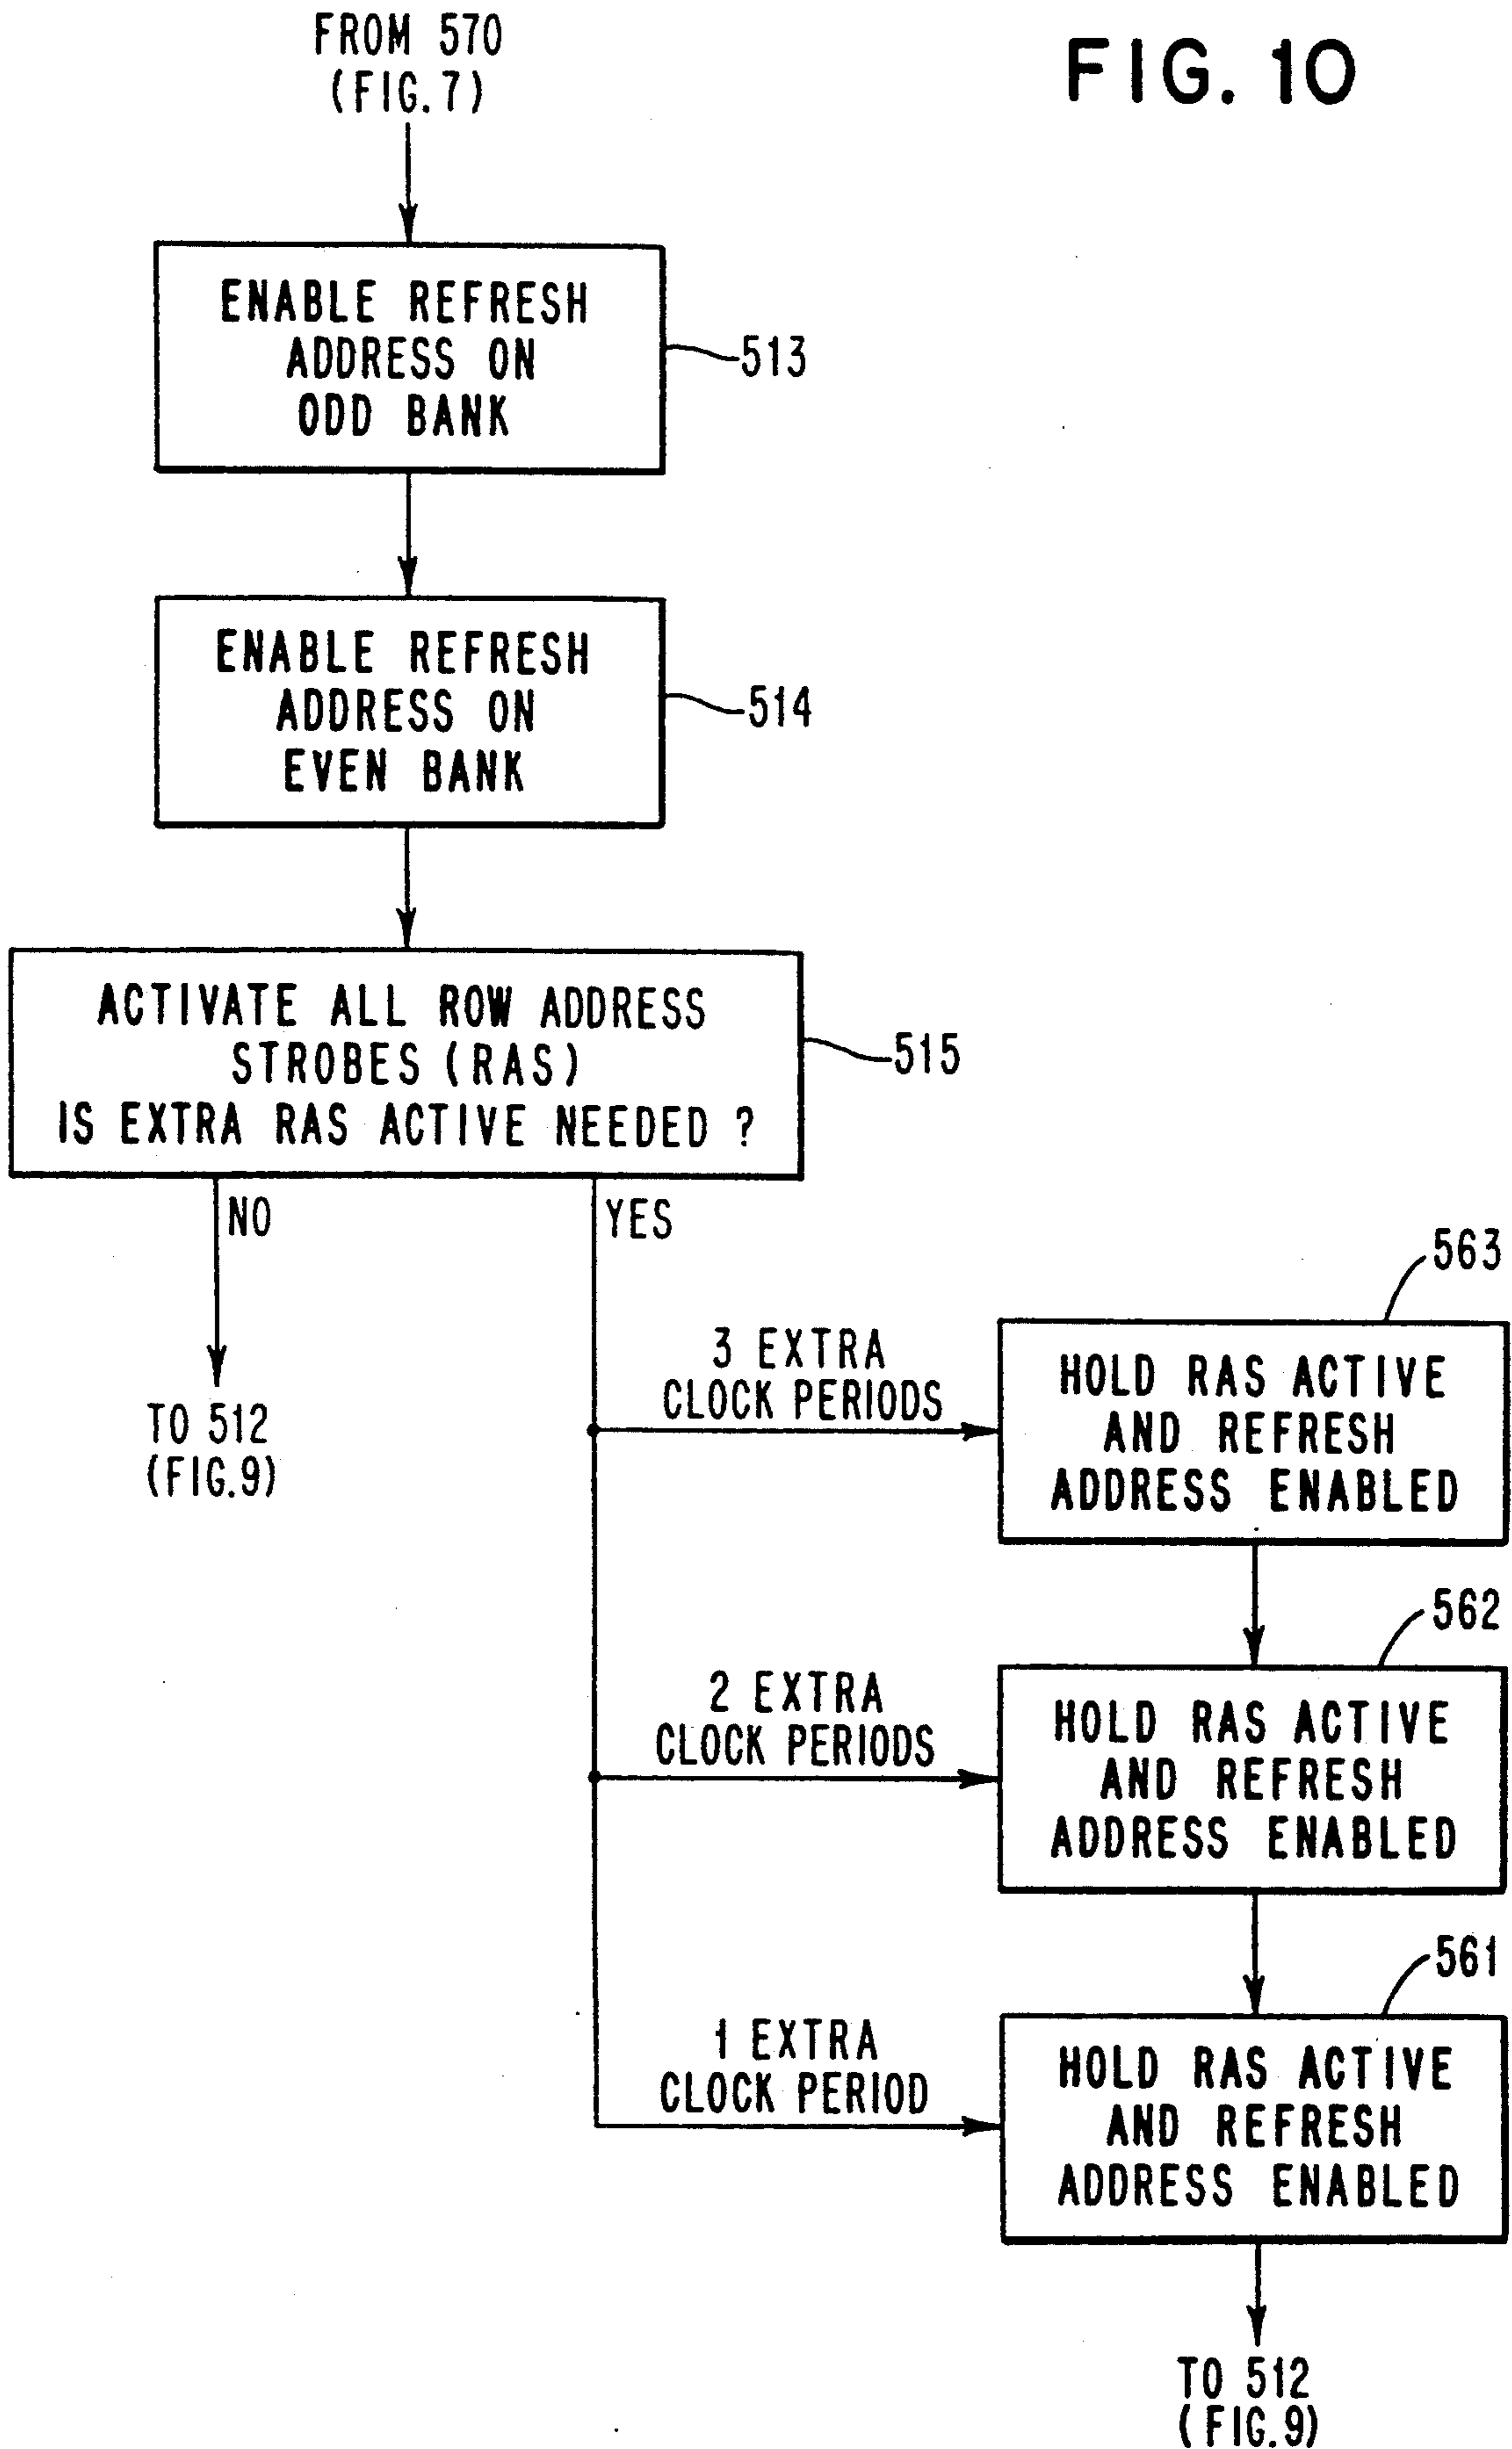 FROM 570
(FIG. 7)
FIG. 10
ENABLE REFRESH
ADDRESS ON
ODD BANK
513
ENABLE REFRESH
ADDRESS ON
EVEN BANK
514
ACTIVATE ALL ROW ADDRESS
STROBES (RAS)
IS EXTRA RAS ACTIVE NEEDED ?
515
NO
YES
TO 512
(FIG.9)
3 EXTRA
CLOCK PERIODS
563
HOLD RAS ACTIVE
AND REFRESH
ADDRESS ENABLED
2 EXTRA
CLOCK PERIODS
562
HOLD RAS ACTIVE
AND REFRESH
ADDRESS ENABLED
1 EXTRA
CLOCK PERIOD
561
HOLD RAS ACTIVE
AND REFRESH
ADDRESS ENABLED
TO 512
(FIG.9)